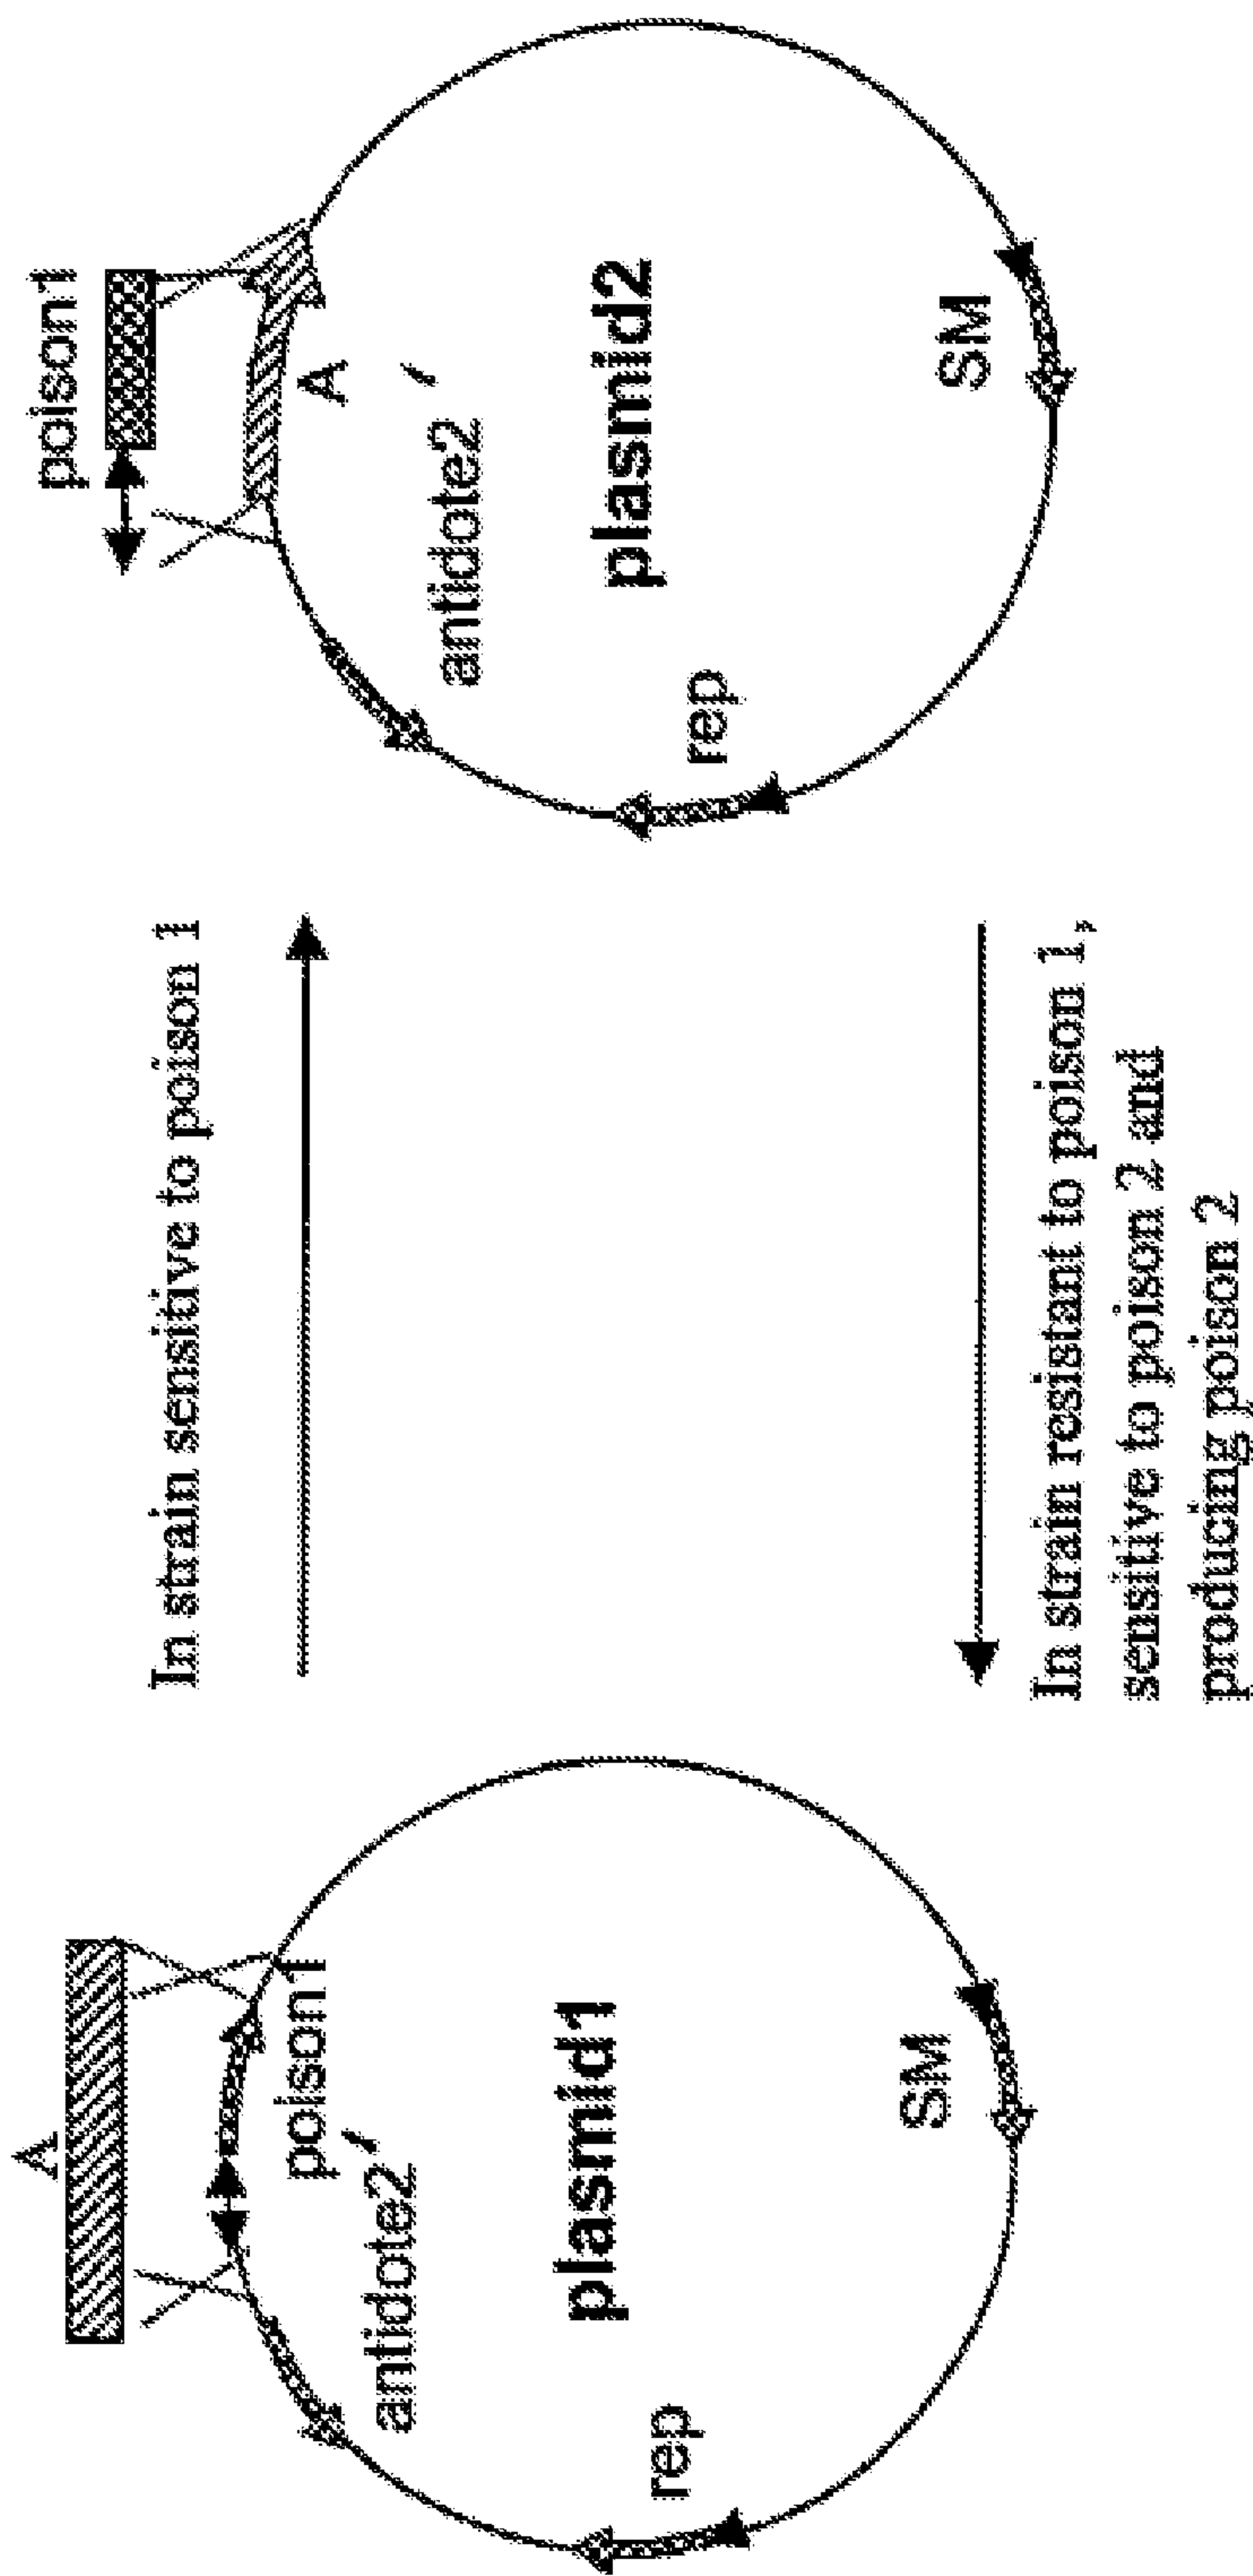 A
poison1
antidote2'
plasmid1
rep
SM
In strain sensitive to poison 1
In strain resistant to poison 1,
sensitive to poison 2 and
producing poison 2
poison1
A
antidote2'
plasmid2
rep
SM